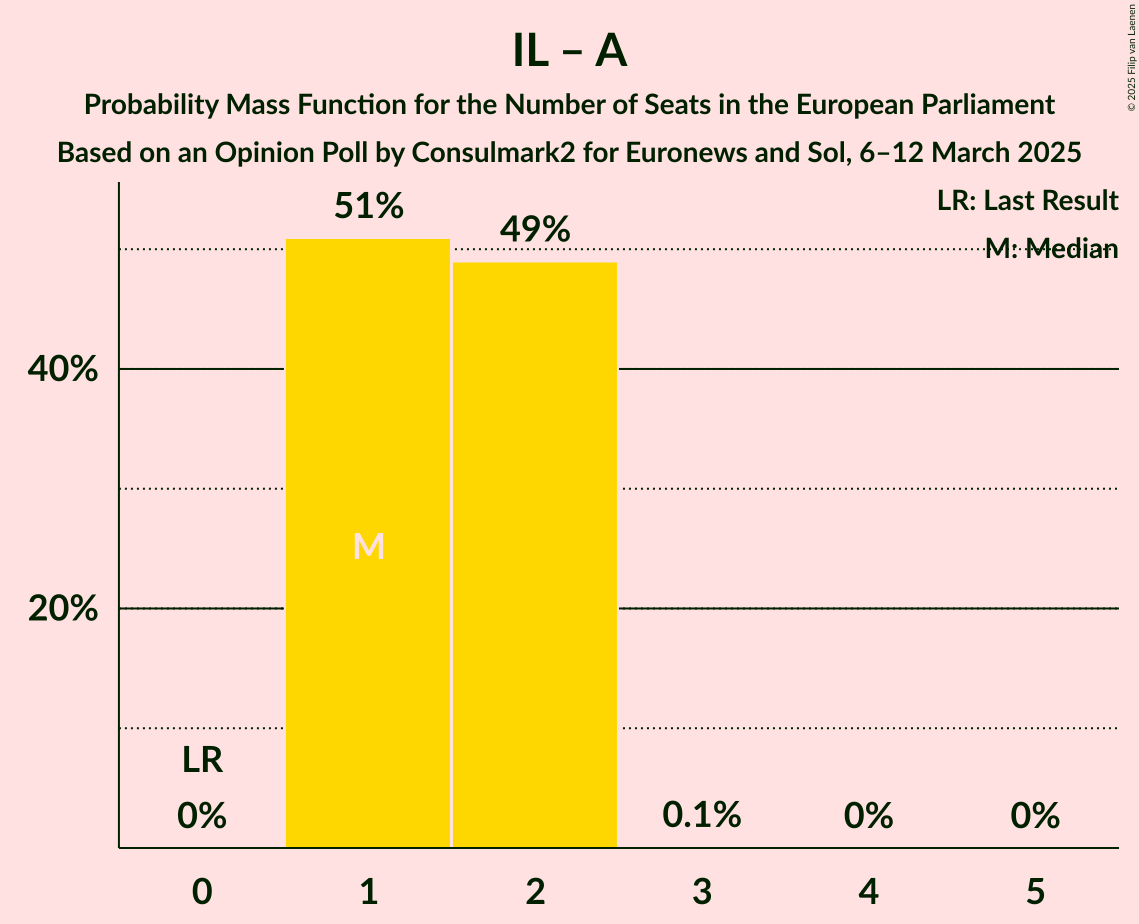 IL – A
Probability Mass Function for the Number of Seats in the European Parliament
Based on an Opinion Poll by Consulmark2 for Euronews and Sol, 6–12 March 2025
© 2025 Filip van Laenen
LR: Last Result
M: Median
51%
49%
40%
M
20%
LR
0%
0.1%
0%
0%
0
1
2
3
4
5